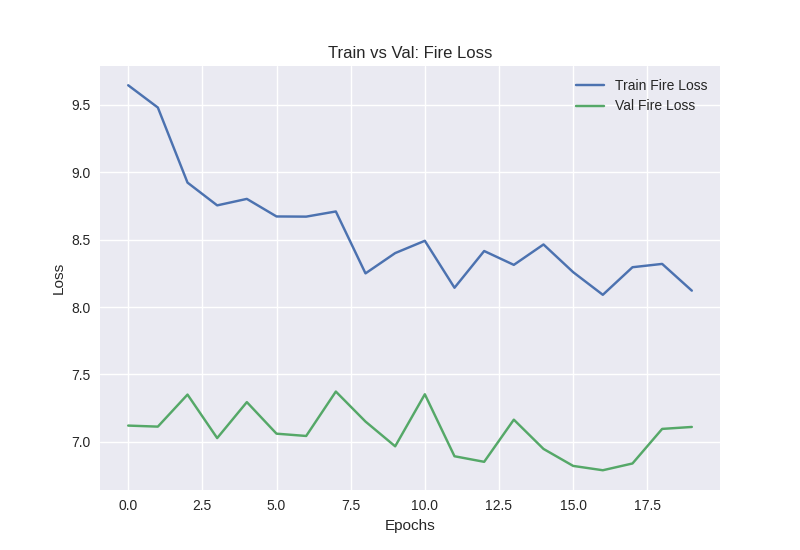 Train vs Val: Fire Loss
Train Fire Loss
Val Fire Loss
9.5
9.0
8.5
8.0
7.5
7.0
Loss
0.0 2.5 5.0 7.5 10.0 12.5 15.0 17.5
Epochs